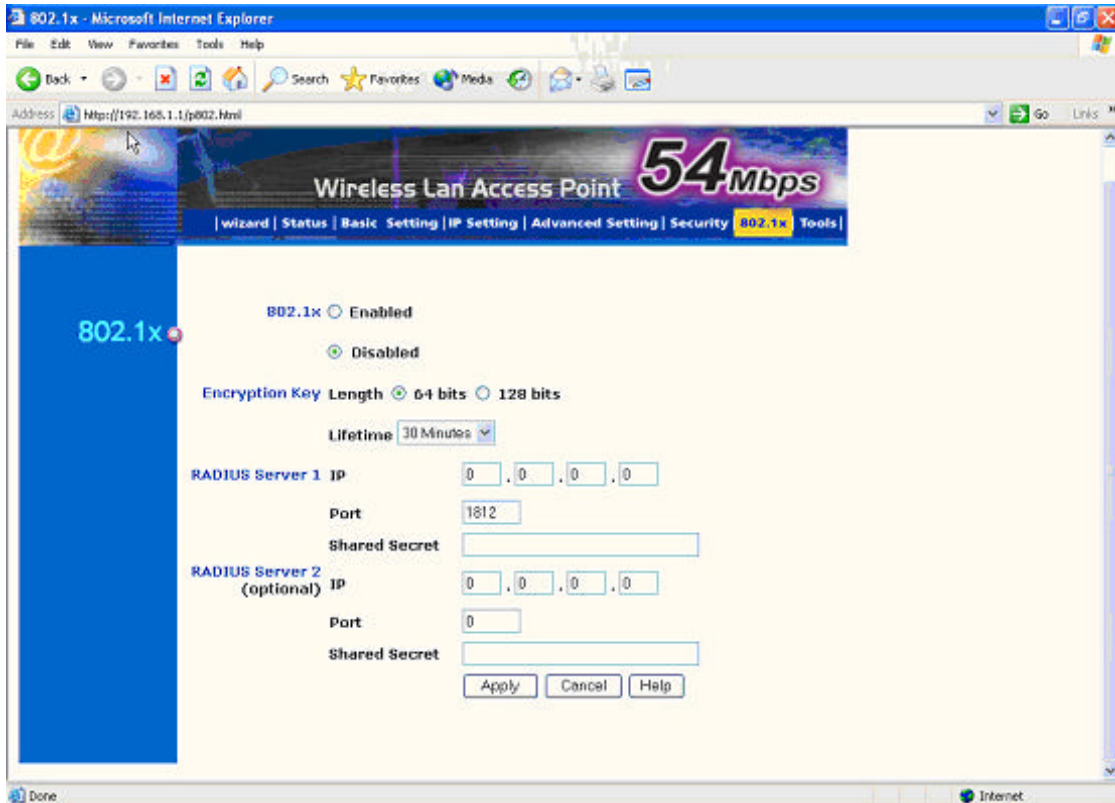 802.1x - Microsoft Internet Explorer
File Edit View Favorites Tools Help
Back Search Favorites Media
Address http://192.168.1.1/p802.html Go Links »
Wireless Lan Access Point 54Mbps
|wizard | Status | Basic Setting |IP Setting | Advanced Setting | Security 802.1x Tools|
802.1x
802.1x Enabled
Disabled
Encryption Key Length 64 bits 128 bits
Lifetime 30 Minutes
RADIUS Server 1 IP 0 . 0 . 0 . 0
Port 1812
Shared Secret
RADIUS Server 2
(optional) IP 0 . 0 . 0 . 0
Port 0
Shared Secret
Apply Cancel Help
Done Internet